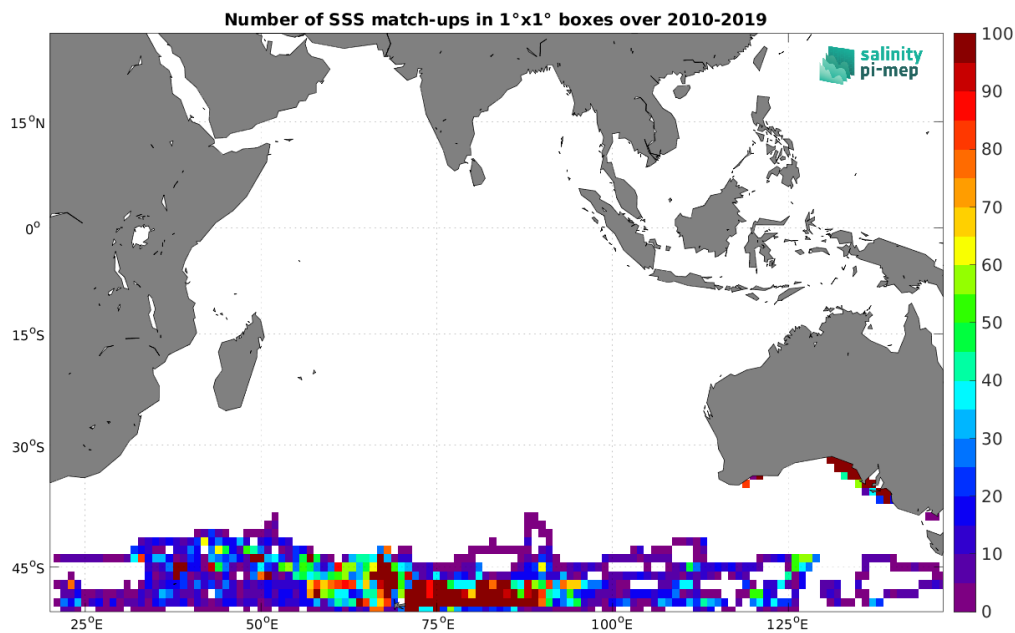 Number of SSS match-ups in 1°x1° boxes over 2010-2019
salinity
pi-mep
15°N
0°
15°S
30°S
45°S
25°E
50°E
75°E
100°E
125°E
100
90
80
70
60
50
40
30
20
10
0